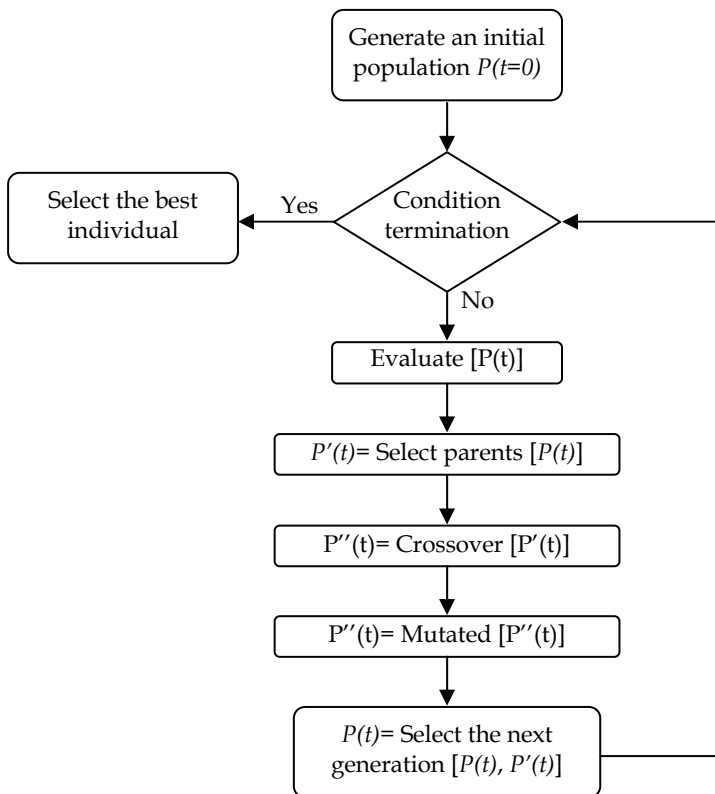 Generate an initial
population P(t=0)
Select the best
individual
Yes
Condition
termination
No
Evaluate [P(t)]
P′(t)= Select parents [P(t)]
P′′(t)= Crossover [P′(t)]
P′′(t)= Mutated [P′′(t)]
P(t)= Select the next
generation [P(t), P′(t)]